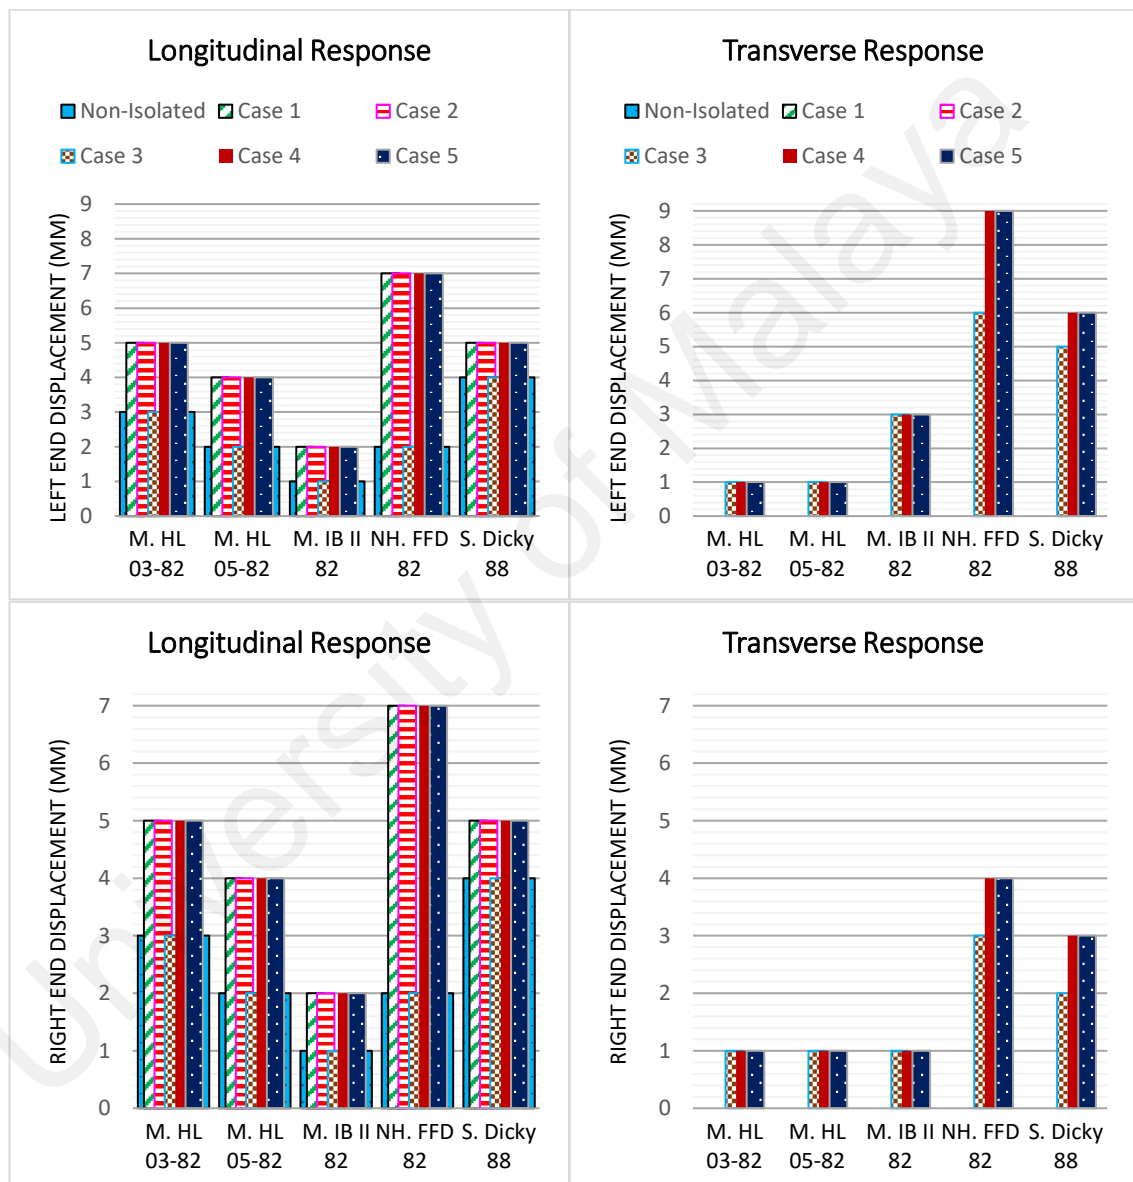 Longitudinal Response
Non-Isolated Case 1 Case 2
Case 3 Case 4 Case 5
LEFT END DISPLACEMENT (MM)
9
8
7
6
5
4
3
2
1
0
M. HL M. HL M. IB II NH. FFD S. Dicky
03-82 05-82 82 82 88
Transverse Response
Non-Isolated Case 1 Case 2
Case 3 Case 4 Case 5
LEFT END DISPLACEMENT (MM)
9
8
7
6
5
4
3
2
1
0
M. HL M. HL M. IB II NH. FFD S. Dicky
03-82 05-82 82 82 88
Longitudinal Response
RIGHT END DISPLACEMENT (MM)
7
6
5
4
3
2
1
0
M. HL M. HL M. IB II NH. FFD S. Dicky
03-82 05-82 82 82 88
Transverse Response
RIGHT END DISPLACEMENT (MM)
7
6
5
4
3
2
1
0
M. HL M. HL M. IB II NH. FFD S. Dicky
03-82 05-82 82 82 88
University of Malaya